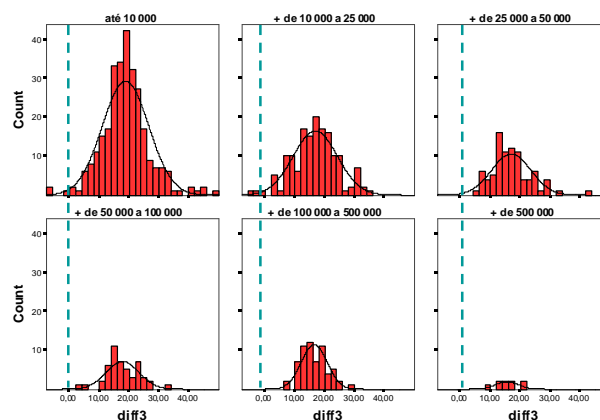 até 10 000
+ de 10 000 a 25 000
+ de 25 000 a 50 000
40
30
20
10
Count
+ de 50 000 a 100 000
+ de 100 000 a 500 000
+ de 500 000
40
30
20
10
Count
0,00 10,00 20,00 30,00 40,00
0,00 10,00 20,00 30,00 40,00
0,00 10,00 20,00 30,00 40,00
diff3
diff3
diff3